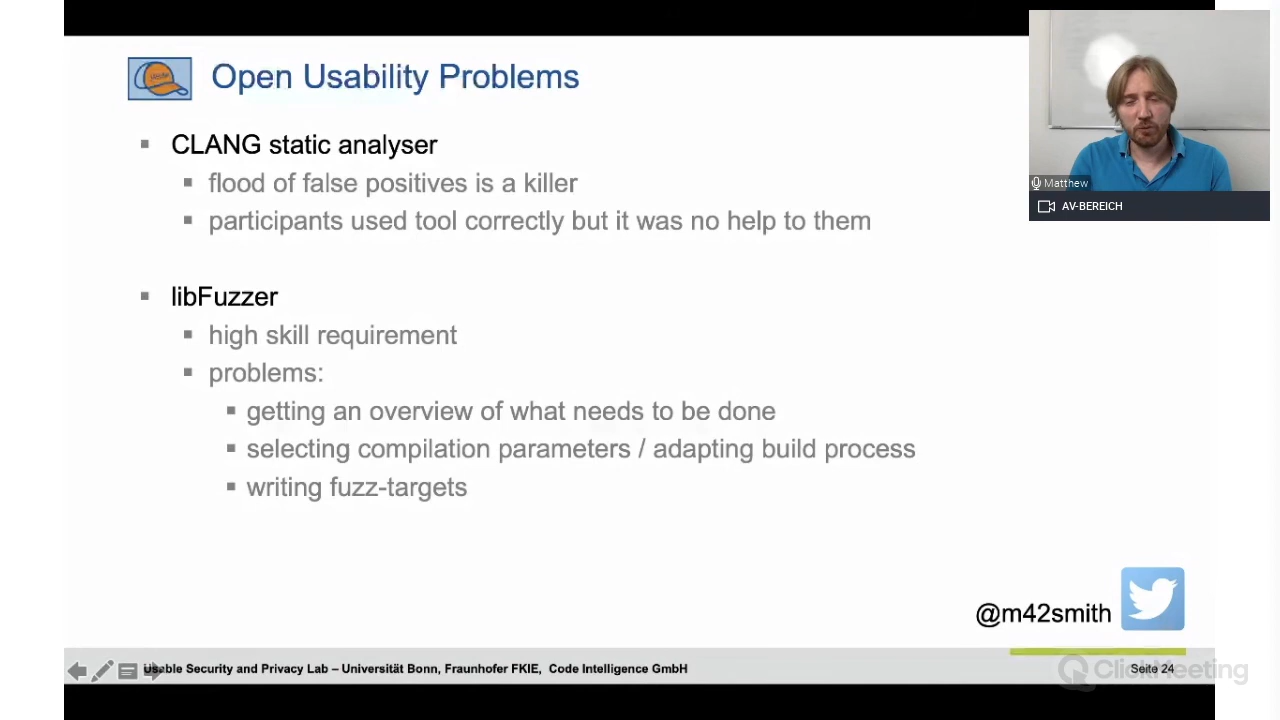 Open Usability Problems
CLANG static analyser
flood of false positives is a killer
participants used tool correctly but it was no help to them
libFuzzer
high skill requirement
problems:
getting an overview of what needs to be done
selecting compilation parameters / adapting build process
writing fuzz-targets
@m42smith
Usable Security and Privacy Lab – Universität Bonn, Fraunhofer FKIE, Code Intelligence GmbH
Seite 24
ClickMeeting
Matthew
AV-BEREICH